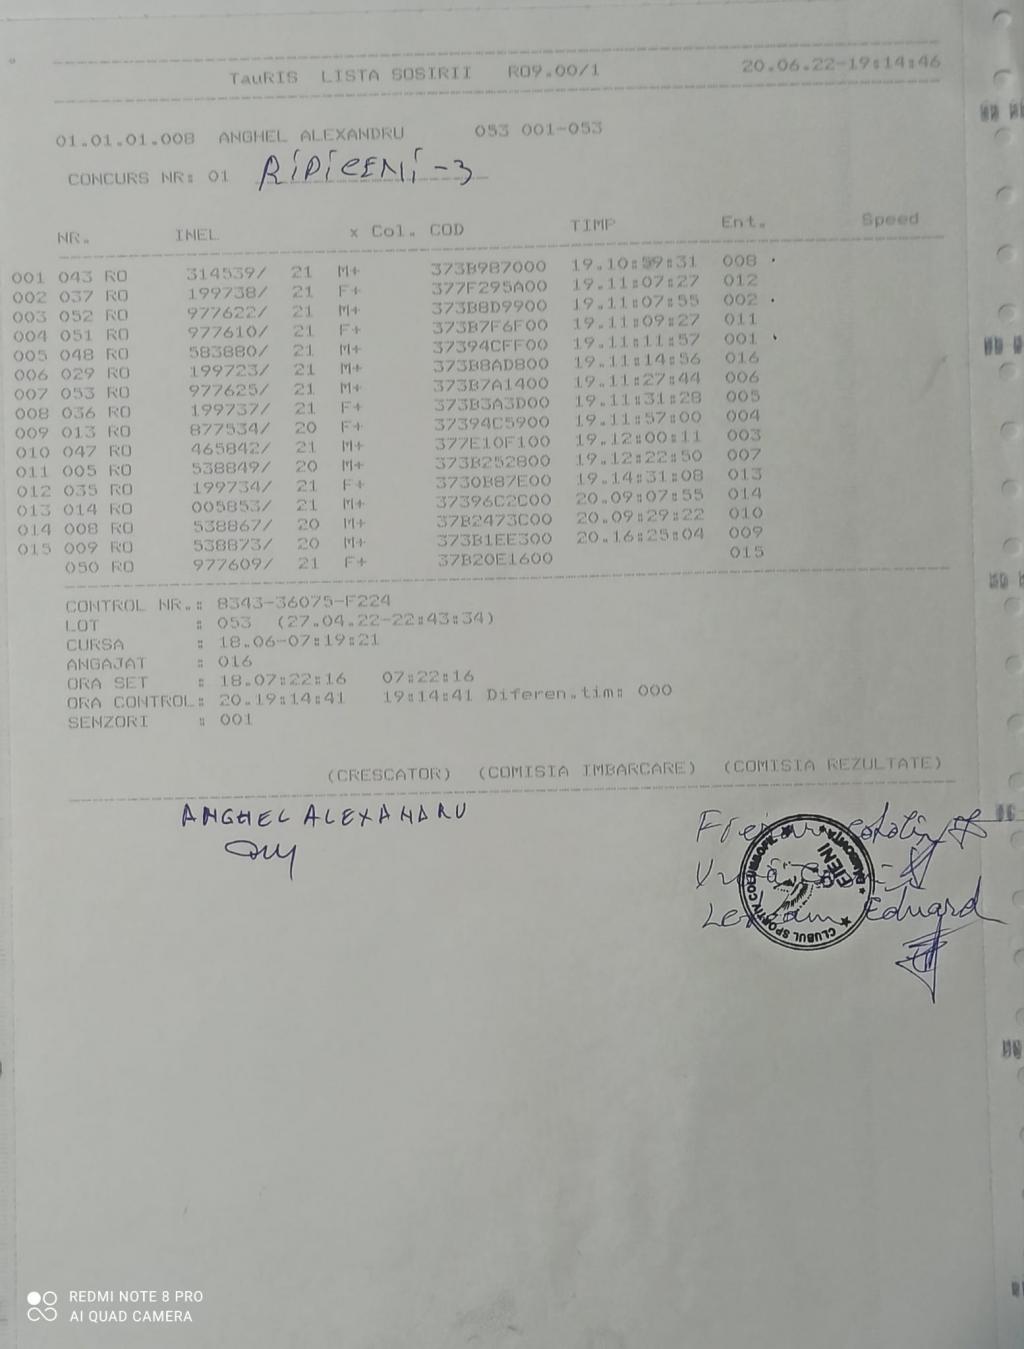 TauRIS LISTA SOSIRII R09.00/1 20.06.22-19:14:46
01.01.01.008 ANGHEL ALEXANDRU 053 001-053
CONCURS NR: 01 RIPICENI-3
NR. INEL x Col. COD TIMP Ent. Speed
001 043 RO 314539/ 21 M+ 373B987000 19.10:59:31 008
002 037 RO 199738/ 21 F+ 377F295A00 19.11:07:27 012
003 052 RO 977622/ 21 M+ 373B8D9900 19.11:07:55 002
004 051 RO 977610/ 21 F+ 373B7F6F00 19.11:09:27 011
005 048 RO 583880/ 21 M+ 37394CFF00 19.11:11:57 001
006 029 RO 199723/ 21 M+ 373B8AD800 19.11:14:56 016
007 053 RO 977625/ 21 M+ 373B7A1400 19.11:27:44 006
008 036 RO 199737/ 21 F+ 373B3A3D00 19.11:31:28 005
009 013 RO 877534/ 20 F+ 37394C5900 19.11:57:00 004
010 047 RO 465842/ 21 M+ 377E10F100 19.12:00:11 003
011 005 RO 538849/ 20 M+ 373B252800 19.12:22:50 007
012 035 RO 199734/ 21 F+ 3730B87E00 19.14:31:08 013
013 014 RO 005853/ 21 M+ 37396C2C00 20.09:07:55 014
014 008 RO 538867/ 20 M+ 37B2473C00 20.09:29:22 010
015 009 RO 538873/ 20 M+ 373B1EE300 20.16:25:04 009
050 RO 977609/ 21 F+ 37B20E1600 015
CONTROL NR.: 8343-36075-F224
LOT : 053 (27.04.22-22:43:34)
CURSA : 18.06-07:19:21
ANGAJAT : 016
ORA SET : 18.07:22:16 07:22:16
ORA CONTROL: 20.19:14:41 19:14:41 Diferen.tim: 000
SENZORI : 001
(CRESCATOR) (COMISIA IMBARCARE) (COMISIA REZULTATE)
ANGHEL ALEXANDRU
Eduard
CLUBUL SPORTIV COLUMBOFIL
FIENI
REDMI NOTE 8 PRO
AI QUAD CAMERA